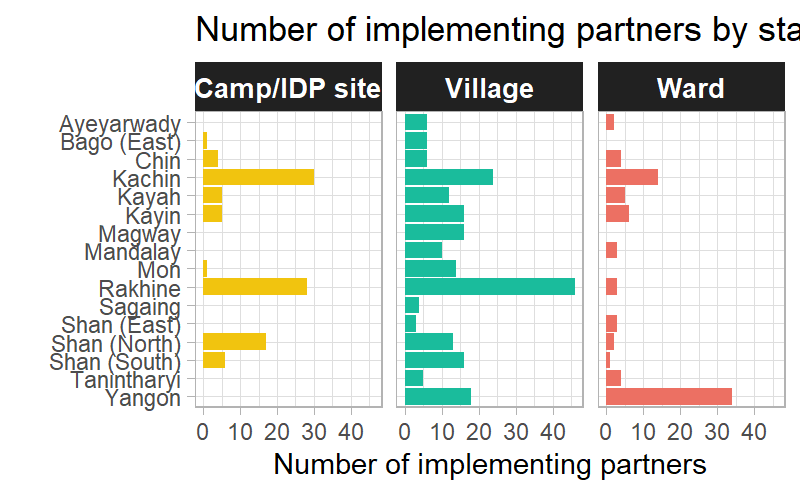 Number of implementing partners by sta
Camp/IDP site Village Ward
Ayeyarwady
Bago (East)
Chin
Kachin
Kayah
Kayin
Magway
Mandalay
Mon
Rakhine
Sagaing
Shan (East)
Shan (North)
Shan (South)
Tanintharyi
Yangon
0 10 20 30 40 0 10 20 30 40 0 10 20 30 40
Number of implementing partners